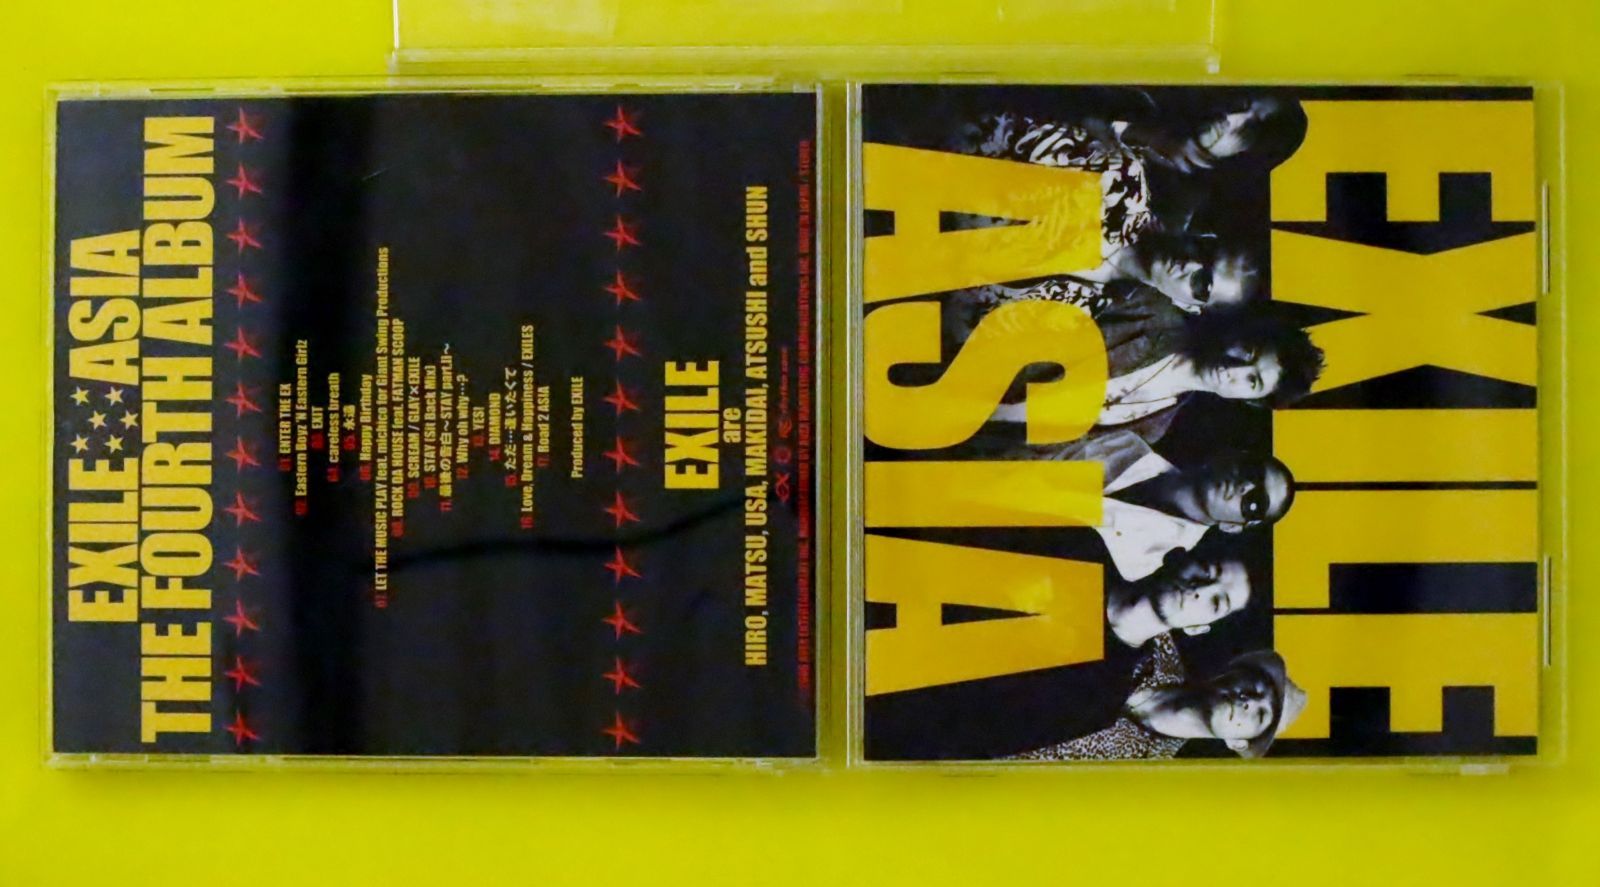 EXILE ASIA
THE FOURTH ALBUM
01. ENTER THE EX
02. Eastern Boyz 'N' Eastern Girlz
03. EXIT
04. careless breath
05. 永遠
06. Happy Birthday
07. LET THE MUSIC PLAY feat. michico for Giant Swing Productions
08. ROCK DA HOUSE feat. FATMAN SCOOP
09. SCREAM / GLAY × EXILE
10. STAY (SN Back Mix)
11. 最後の告白～STAY part.II～
12. Why oh why…?
13. YES!
14. DIAMOND
15. ただ…逢いたくて
16. Love, Dream & Happiness / EXILES
17. Road 2 ASIA
Produced by EXILE
EXILE
are
HIRO, MATSU, USA, MAKIDAI, ATSUSHI and SHUN
EXILE
ASIA